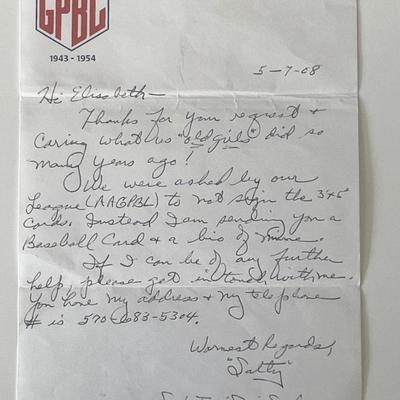 GPBL
1943 - 1954
5-7-08
Hi Elisabeth -
Thanks for your request &
caring what us "old girls" did so
many years ago!
We were asked by our
League (AAGPBL) to not sign the 3x5
cards. Instead I am sending you a
Baseball Card & a bio of mine.
If I can be of any further
help, please get in touch with me.
You have my address & my telephone
# is 570-683-5304.
Warmest Regards,
"Salty"